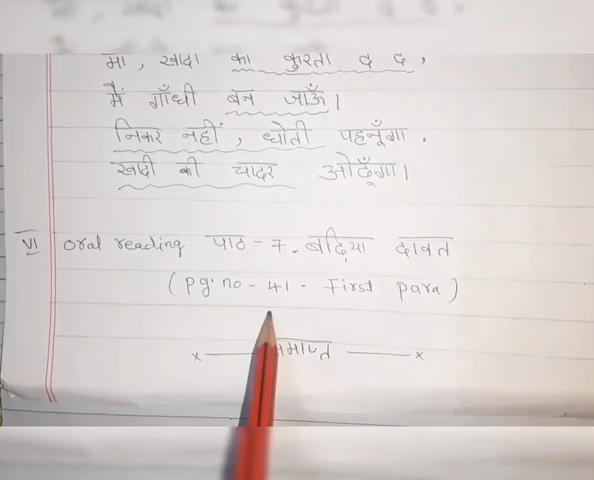 माँ, खादी का कुरता दे दे,
मैं गाँधी बन जाऊँ।
निकर नहीं, धोती पहनूँगा.
खादी की चादर ओढूँगा।
VI oral reading पाठ - 7. बढ़िया दावत
(pg. no - 41 - First para)
x —— समाप्त —— x